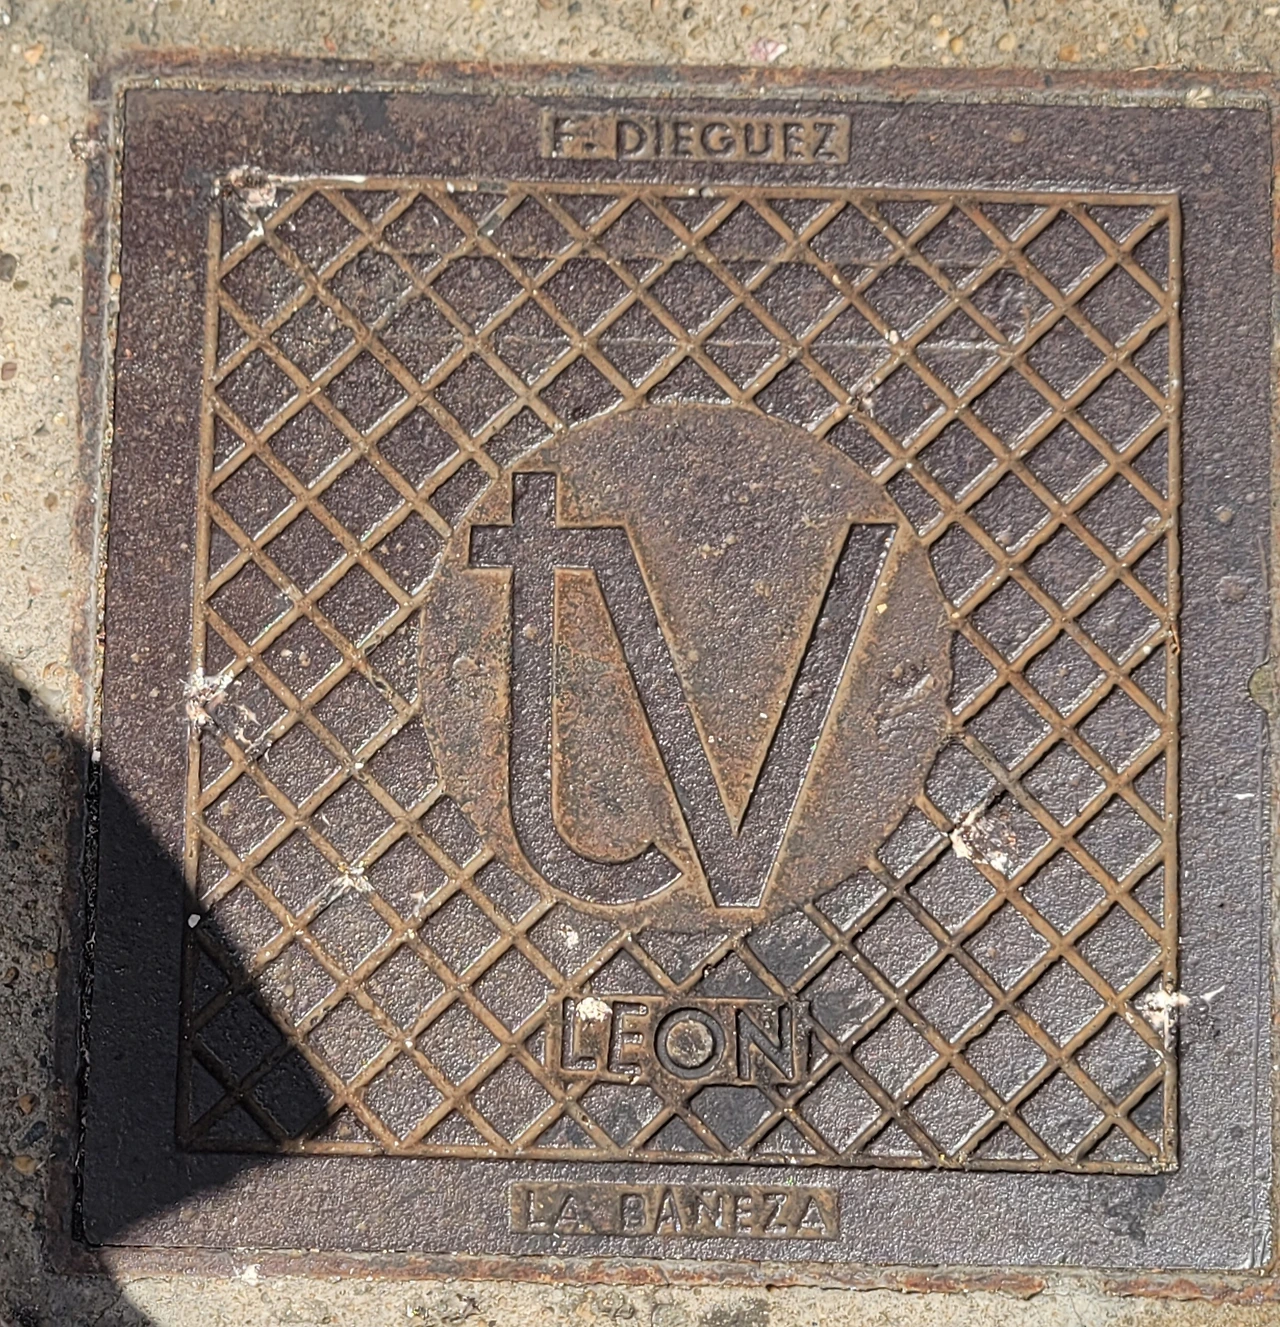 F. DIEGUEZ
tv
LEON
LA BAÑEZA